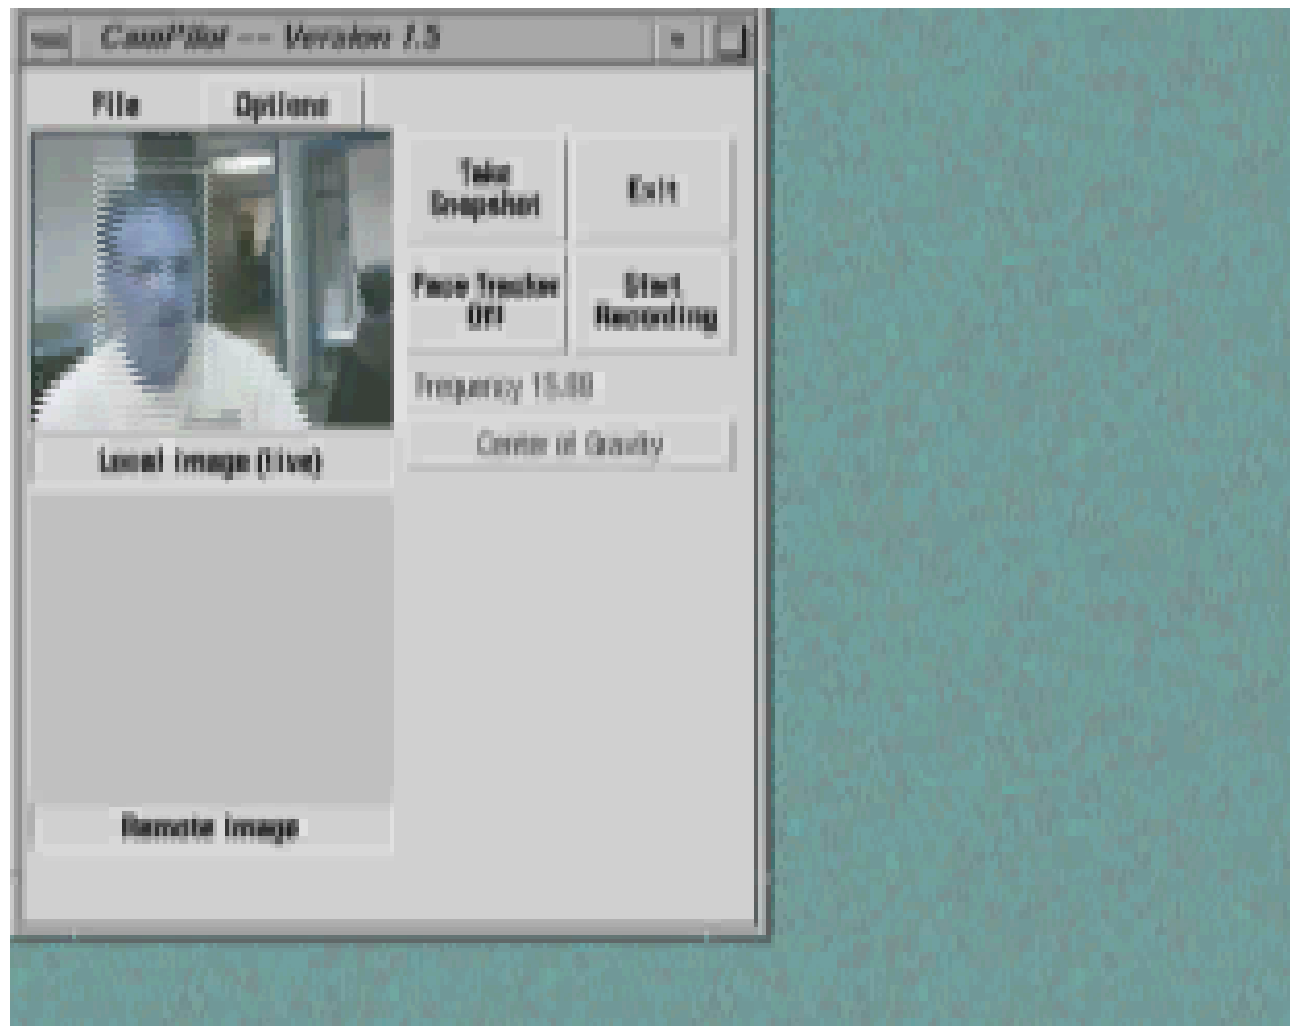 CamPilot -- Version 1.5
File
Options
Take
Snapshot
Exit
Face Tracker
Off
Start
Recording
Frequency 15.00
Center of Gravity
Local image (live)
Remote image